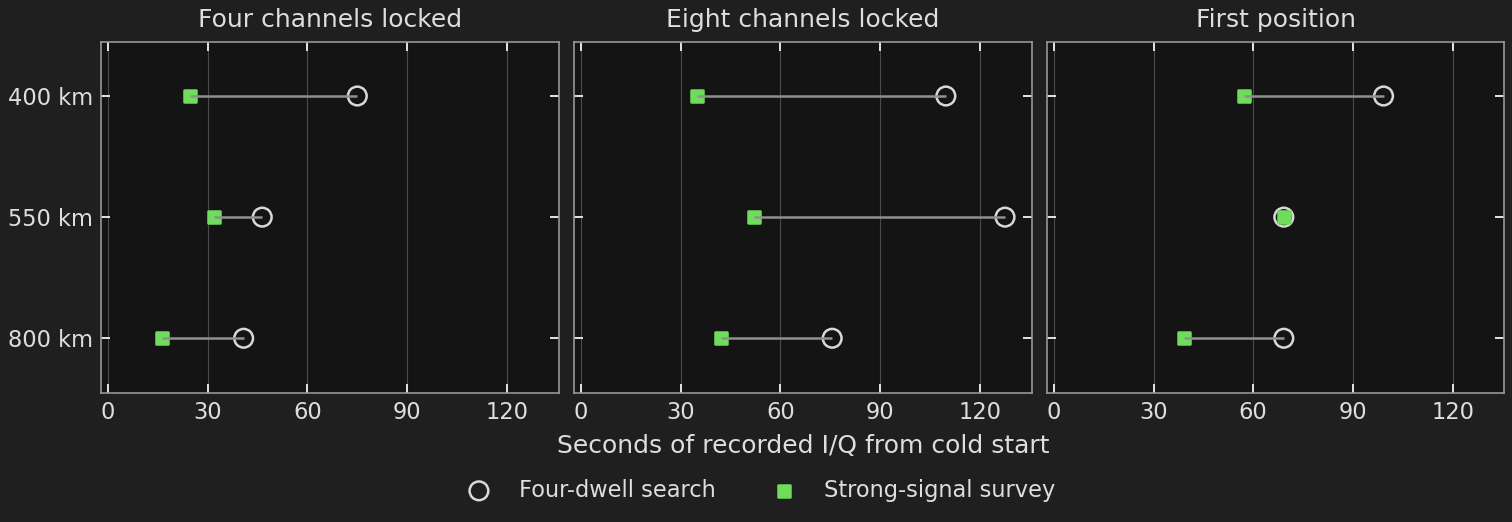 Four channels locked
Eight channels locked
First position
400 km
550 km
800 km
0 30 60 90 120
0 30 60 90 120
0 30 60 90 120
Seconds of recorded I/Q from cold start
Four-dwell search
Strong-signal survey